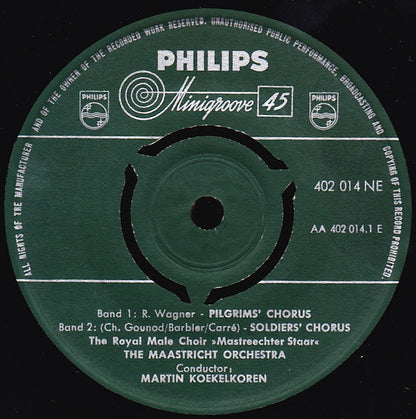 ALL RIGHTS OF THE MANUFACTURER AND OF THE OWNER OF THE RECORDED WORK RESERVED. UNAUTHORISED PUBLIC PERFORMANCE, BROADCASTING AND COPYING OF THIS RECORD PROHIBITED
PHILIPS
PHILIPS Minigroove 45 PHILIPS
402 014 NE
AA 402 014.1 E
Band 1: R. Wagner - PILGRIMS' CHORUS
Band 2: (Ch. Gounod/Barbier/Carré) - SOLDIERS' CHORUS
The Royal Male Choir »Mastreechter Staar«
THE MAASTRICHT ORCHESTRA
Conductor:
MARTIN KOEKELKOREN